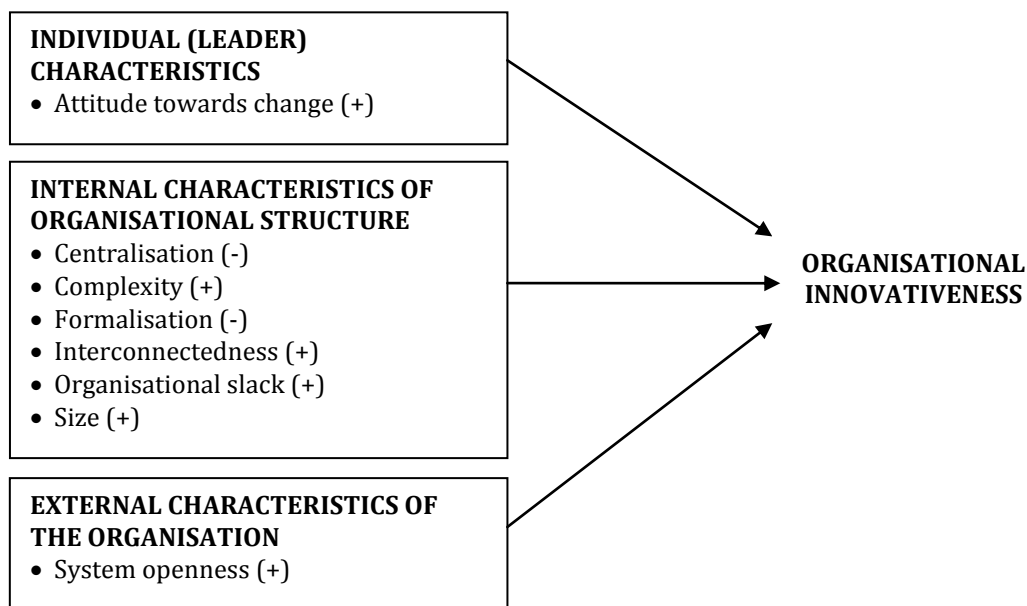 INDIVIDUAL (LEADER)
CHARACTERISTICS
• Attitude towards change (+)
INTERNAL CHARACTERISTICS OF
ORGANISATIONAL STRUCTURE
• Centralisation (-)
• Complexity (+)
• Formalisation (-)
• Interconnectedness (+)
• Organisational slack (+)
• Size (+)
EXTERNAL CHARACTERISTICS OF
THE ORGANISATION
• System openness (+)
ORGANISATIONAL
INNOVATIVENESS